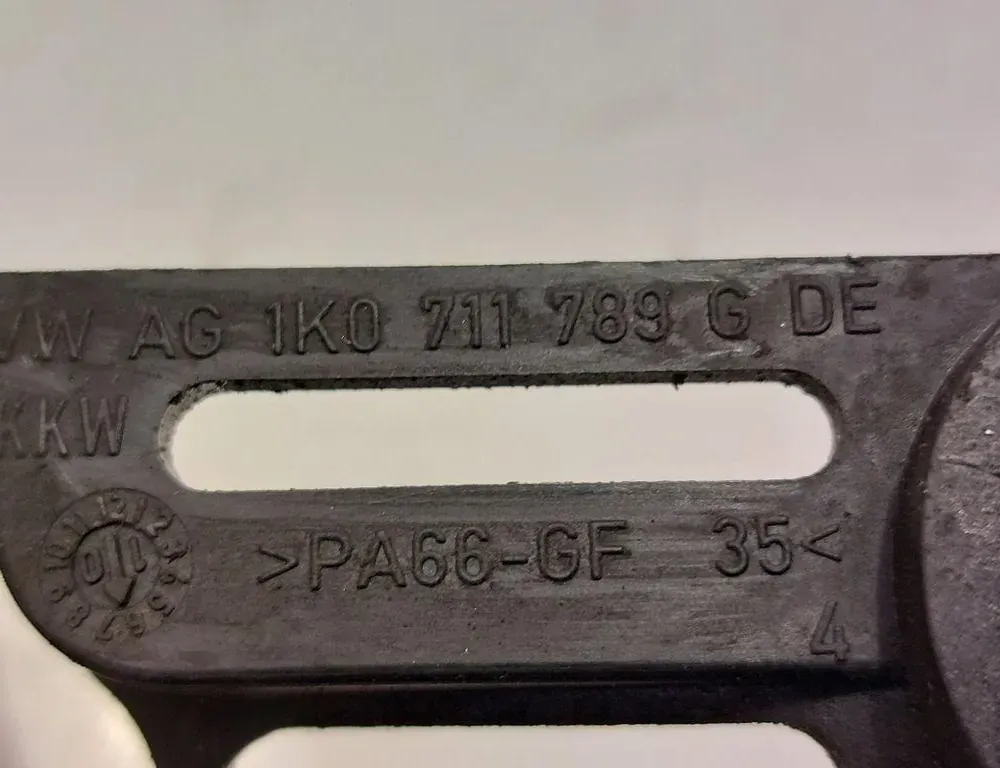 VW AG 1K0 711 789 G DE
KKW
>PA66-GF 35<
4